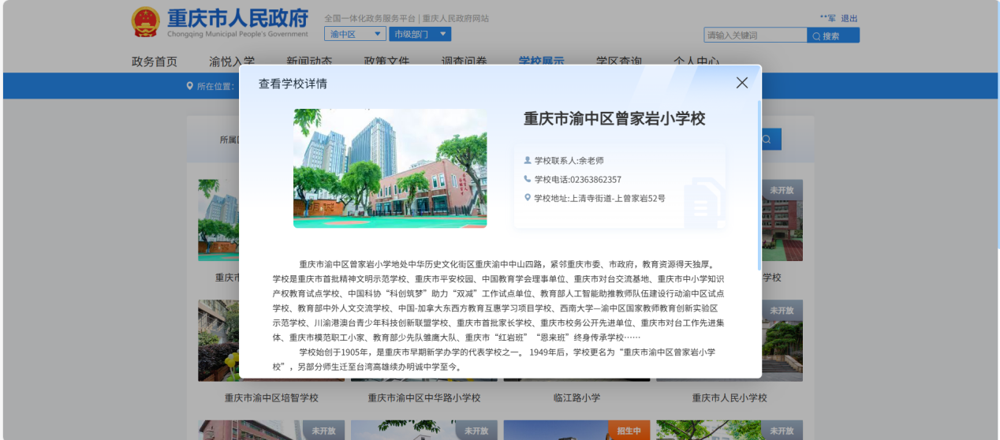 重庆市人民政府
Chongqing Municipal People's Government
全国一体化政务服务平台 | 重庆人民政府网站
渝中区
市级部门
**军 退出
请输入关键词
搜索
政务首页 渝悦入学 新闻动态 政策文件 调查问卷 学校展示 学区查询 个人中心
所在位置:
查看学校详情
所属
重庆市渝中区曾家岩小学校
学校联系人:余老师
学校电话:02363862357
学校地址:上清寺街道-上曾家岩52号
未开放
重庆市渝中区曾家岩小学地处中华历史文化街区重庆渝中中山四路，紧邻重庆市委、市政府，教育资源得天独厚。
学校是重庆市首批精神文明示范学校、重庆市平安校园、中国教育学会理事单位、重庆市对台交流基地、重庆市中小学知识
产权教育试点学校、中国科协“科创筑梦”助力“双减”工作试点单位、教育部人工智能助推教师队伍建设行动渝中区试点
学校、教育部中外人文交流学校、中国-加拿大东西方教育互惠学习项目学校、西南大学—渝中区国家教师教育创新实验区
示范学校、川渝港澳台青少年科技创新联盟学校、重庆市首批家长学校、重庆市校务公开先进单位、重庆市对台工作先进集
体、重庆市模范职工小家、教育部少先队雏鹰大队、重庆市“红岩班”“恩来班”终身传承学校……
学校始创于1905年，是重庆市早期新学办学的代表学校之一。 1949年后，学校更名为“重庆市渝中区曾家岩小学
校”，另部分师生迁至台湾高雄续办明诚中学至今。
重庆市
学校
未开放
重庆市渝中区培智学校
重庆市渝中区中华路小学校
临江路小学
重庆市人民小学校
未开放
未开放
招生中
未开放